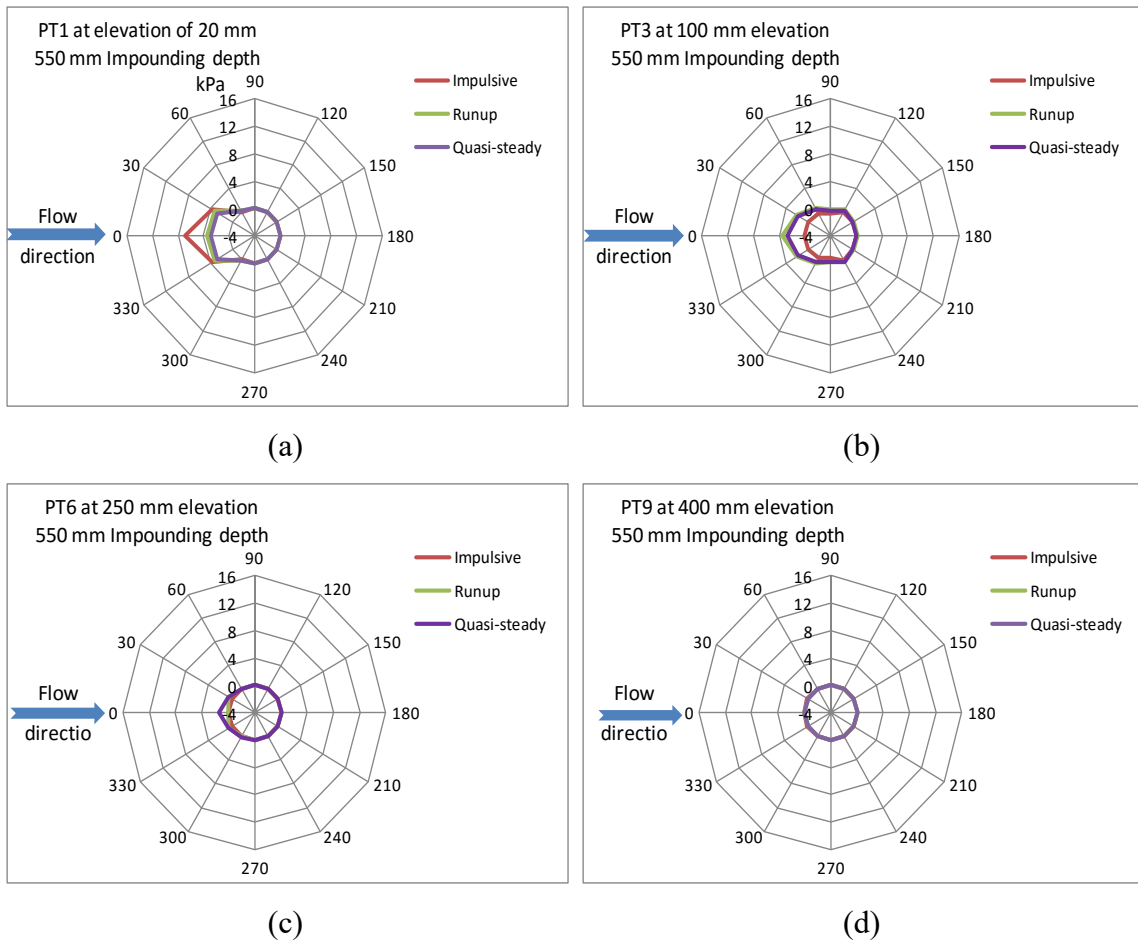 PT1 at elevation of 20 mm
550 mm Impounding depth
kPa
90
16
12
8
4
0
-4
120
150
180
210
240
270
300
330
0
30
60
Impulsive
Runup
Quasi-steady
Flow
direction
(a)
PT3 at 100 mm elevation
550 mm Impounding depth
90
16
12
8
4
0
-4
120
150
180
210
240
270
300
330
0
30
60
Impulsive
Runup
Quasi-steady
Flow
direction
(b)
PT6 at 250 mm elevation
550 mm Impounding depth
90
16
12
8
4
0
-4
120
150
180
210
240
270
300
330
0
30
60
Impulsive
Runup
Quasi-steady
Flow
directio
(c)
PT9 at 400 mm elevation
550 mm Impounding depth
90
16
12
8
4
0
-4
120
150
180
210
240
270
300
330
0
30
60
Impulsive
Runup
Quasi-steady
Flow
directio
(d)